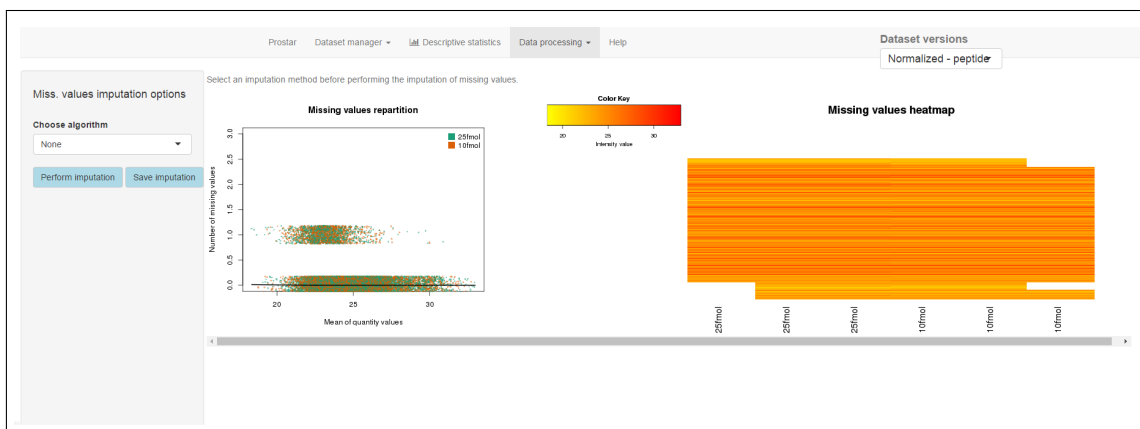 Prostar Dataset manager Descriptive statistics Data processing Help
Dataset versions
Normalized - peptide
Miss. values imputation options
Choose algorithm
None
Perform imputation Save imputation
Select an imputation method before performing the imputation of missing values.
Missing values repartition
25fmol
10fmol
Number of missing values
3.0
2.5
2.0
1.5
1.0
0.5
0.0
20 25 30
Mean of quantity values
Color Key
20 25 30
Intensity value
Missing values heatmap
25fmol 25fmol 25fmol 10fmol 10fmol 10fmol